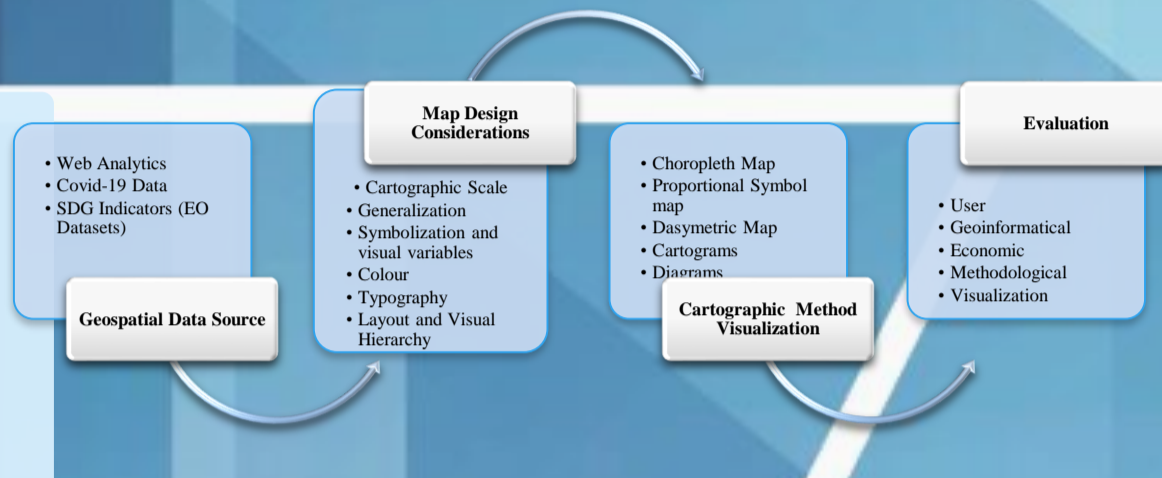 • Web Analytics
• Covid-19 Data
• SDG Indicators (EO
Datasets)
Geospatial Data Source
Map Design
Considerations
• Cartographic Scale
• Generalization
• Symbolization and
visual variables
• Colour
• Typography
• Layout and Visual
Hierarchy
• Choropleth Map
• Proportional Symbol
map
• Dasymetric Map
• Cartograms
• Diagrams
Cartographic Method
Visualization
Evaluation
• User
• Geoinformatical
• Economic
• Methodological
• Visualization